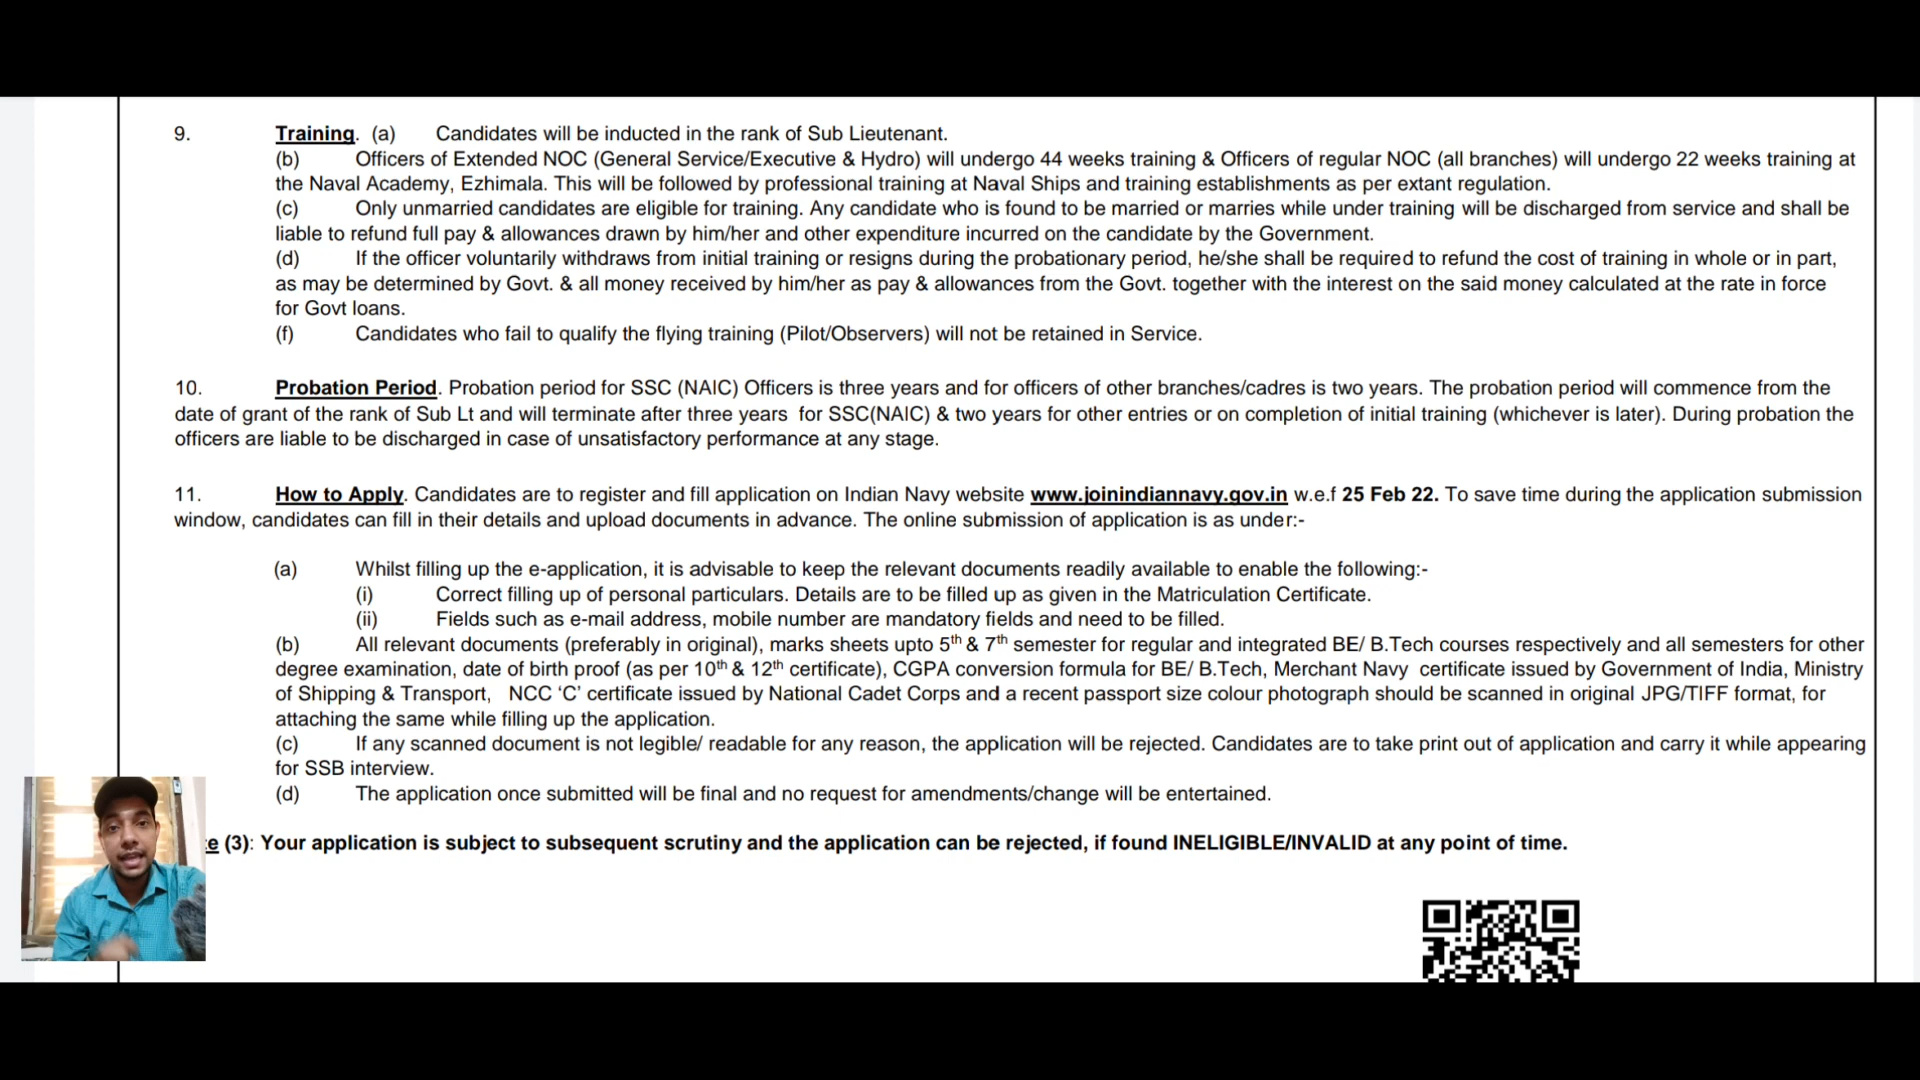 9. Training. (a) Candidates will be inducted in the rank of Sub Lieutenant.
(b) Officers of Extended NOC (General Service/Executive & Hydro) will undergo 44 weeks training & Officers of regular NOC (all branches) will undergo 22 weeks training at
the Naval Academy, Ezhimala. This will be followed by professional training at Naval Ships and training establishments as per extant regulation.
(c) Only unmarried candidates are eligible for training. Any candidate who is found to be married or marries while under training will be discharged from service and shall be
liable to refund full pay & allowances drawn by him/her and other expenditure incurred on the candidate by the Government.
(d) If the officer voluntarily withdraws from initial training or resigns during the probationary period, he/she shall be required to refund the cost of training in whole or in part,
as may be determined by Govt. & all money received by him/her as pay & allowances from the Govt. together with the interest on the said money calculated at the rate in force
for Govt loans.
(f) Candidates who fail to qualify the flying training (Pilot/Observers) will not be retained in Service.
10. Probation Period. Probation period for SSC (NAIC) Officers is three years and for officers of other branches/cadres is two years. The probation period will commence from the
date of grant of the rank of Sub Lt and will terminate after three years for SSC(NAIC) & two years for other entries or on completion of initial training (whichever is later). During probation the
officers are liable to be discharged in case of unsatisfactory performance at any stage.
11. How to Apply. Candidates are to register and fill application on Indian Navy website www.joinindiannavy.gov.in w.e.f 25 Feb 22. To save time during the application submission
window, candidates can fill in their details and upload documents in advance. The online submission of application is as under:-
(a) Whilst filling up the e-application, it is advisable to keep the relevant documents readily available to enable the following:-
(i) Correct filling up of personal particulars. Details are to be filled up as given in the Matriculation Certificate.
(ii) Fields such as e-mail address, mobile number are mandatory fields and need to be filled.
(b) All relevant documents (preferably in original), marks sheets upto 5th & 7th semester for regular and integrated BE/ B.Tech courses respectively and all semesters for other
degree examination, date of birth proof (as per 10th & 12th certificate), CGPA conversion formula for BE/ B.Tech, Merchant Navy certificate issued by Government of India, Ministry
of Shipping & Transport, NCC ‘C’ certificate issued by National Cadet Corps and a recent passport size colour photograph should be scanned in original JPG/TIFF format, for
attaching the same while filling up the application.
(c) If any scanned document is not legible/ readable for any reason, the application will be rejected. Candidates are to take print out of application and carry it while appearing
for SSB interview.
(d) The application once submitted will be final and no request for amendments/change will be entertained.
e (3): Your application is subject to subsequent scrutiny and the application can be rejected, if found INELIGIBLE/INVALID at any point of time.